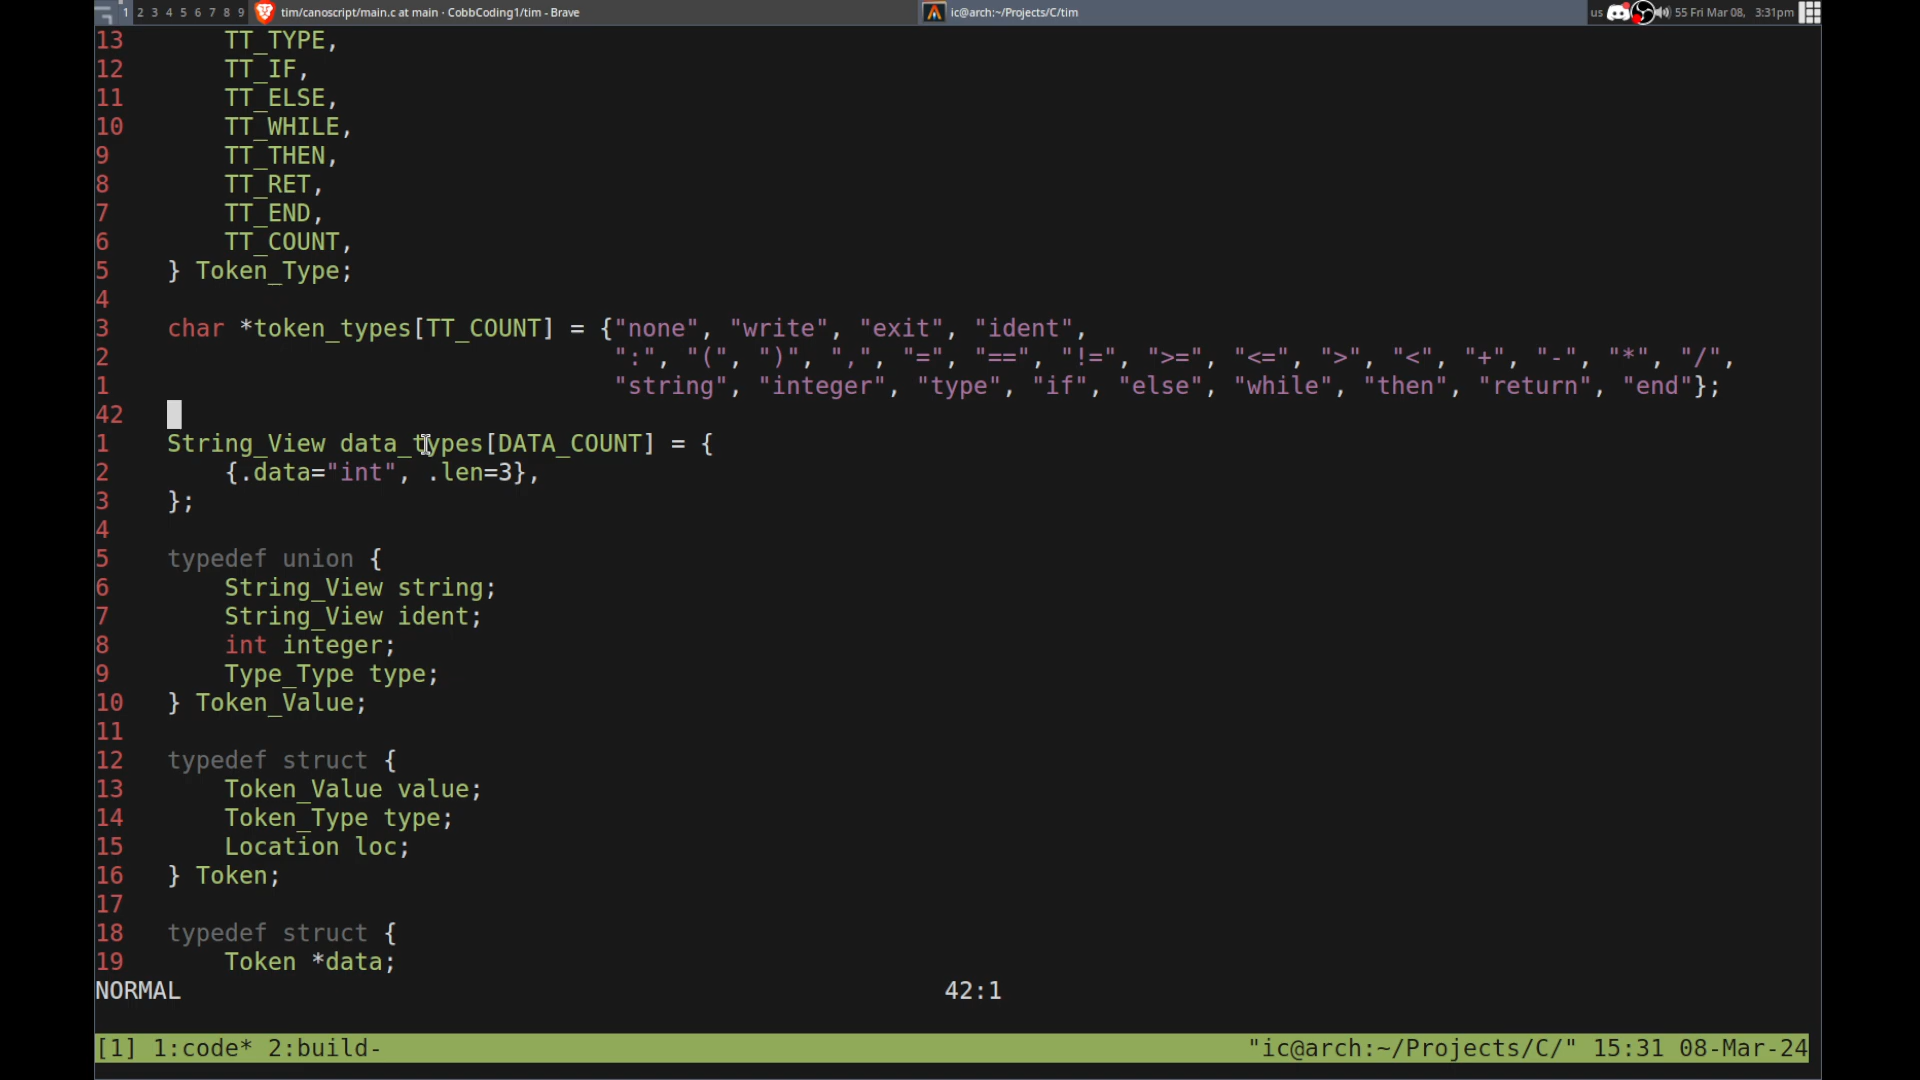 1 2 3 4 5 6 7 8 9 tim/canoscript/main.c at main · CobbCoding1/tim - Brave ic@arch:~/Projects/C/tim us 55 Fri Mar 08, 3:31pm
13 TT_TYPE,
12 TT_IF,
11 TT_ELSE,
10 TT_WHILE,
9 TT_THEN,
8 TT_RET,
7 TT_END,
6 TT_COUNT,
5 } Token_Type;
4
3 char *token_types[TT_COUNT] = {"none", "write", "exit", "ident",
2 ":", "(", ")", ",", "=", "==", "!=", ">=", "<=", ">", "<", "+", "-", "*", "/",
1 "string", "integer", "type", "if", "else", "while", "then", "return", "end"};
42
1 String_View data_types[DATA_COUNT] = {
2 {.data="int", .len=3},
3 };
4
5 typedef union {
6 String_View string;
7 String_View ident;
8 int integer;
9 Type_Type type;
10 } Token_Value;
11
12 typedef struct {
13 Token_Value value;
14 Token_Type type;
15 Location loc;
16 } Token;
17
18 typedef struct {
19 Token *data;
NORMAL 42:1
[1] 1:code* 2:build- "ic@arch:~/Projects/C/" 15:31 08-Mar-24